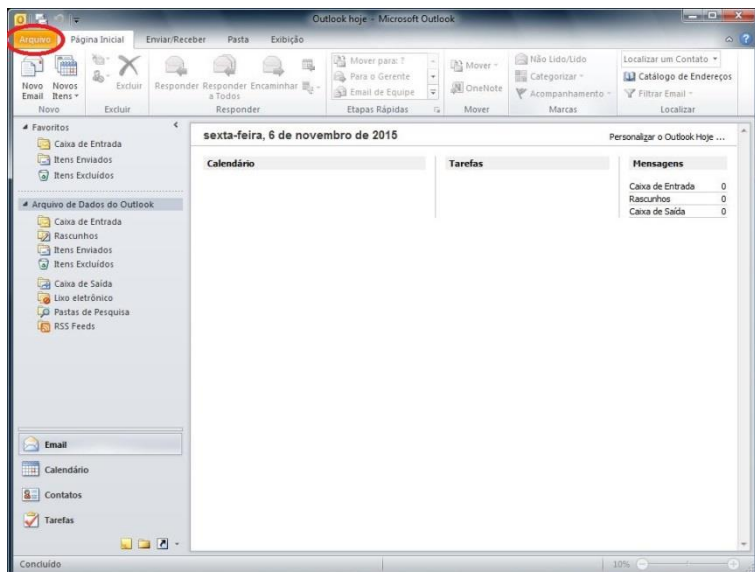 Outlook hoje - Microsoft Outlook
Arquivo Página Inicial Enviar/Receber Pasta Exibição
Novo Email
Novos Itens
Novo
Excluir
Excluir
Responder
Responder a Todos
Encaminhar
Responder
Mover para: ?
Para o Gerente
Email de Equipe
Etapas Rápidas
Mover
OneNote
Mover
Não Lido/Lido
Categorizar
Acompanhamento
Marcas
Localizar um Contato
Catálogo de Endereços
Filtrar Email
Localizar
Favoritos
Caixa de Entrada
Itens Enviados
Itens Excluídos
Arquivo de Dados do Outlook
Caixa de Entrada
Rascunhos
Itens Enviados
Itens Excluídos
Caixa de Saída
Lixo eletrônico
Pastas de Pesquisa
RSS Feeds
Email
Calendário
Contatos
Tarefas
sexta-feira, 6 de novembro de 2015
Personalizar o Outlook Hoje ...
Calendário
Tarefas
Mensagens
Caixa de Entrada 0
Rascunhos 0
Caixa de Saída 0
Concluído
10%